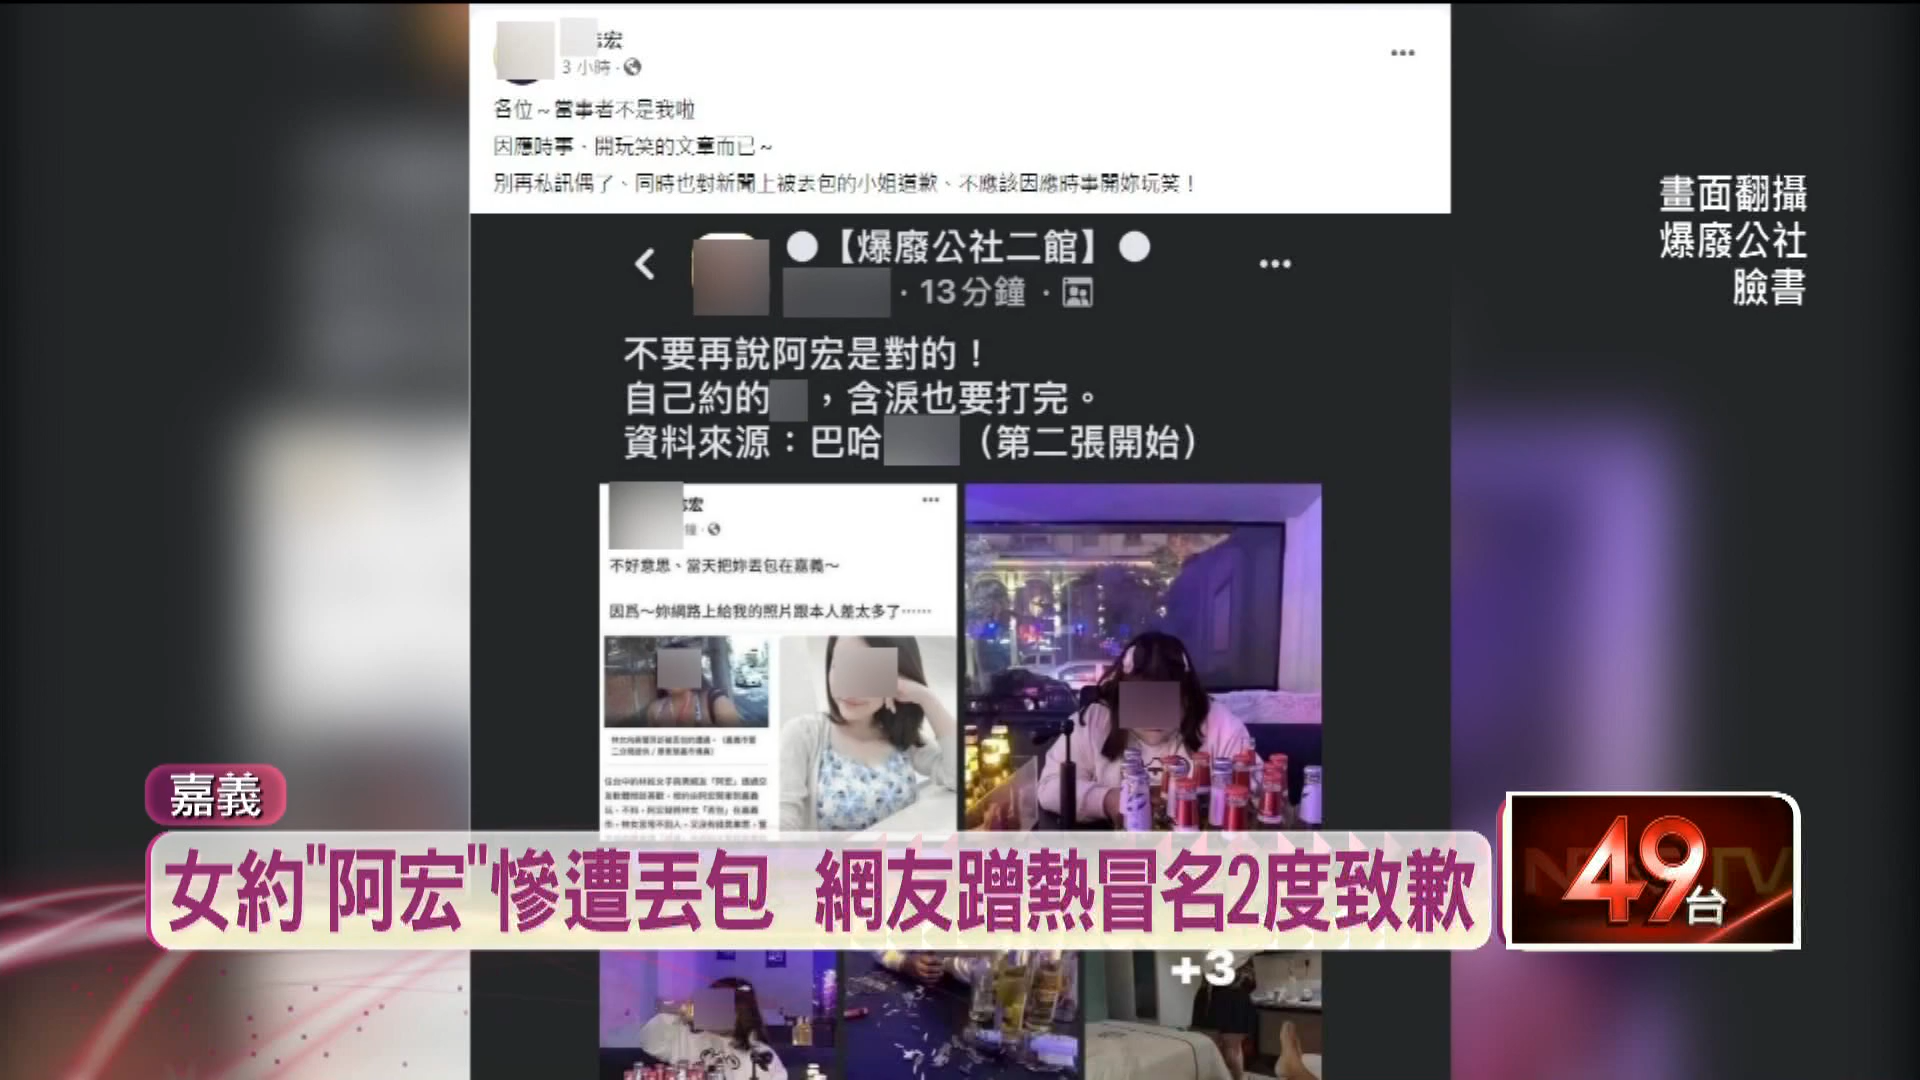 宏
3 小時
各位～當事者不是我啦
因應時事、開玩笑的文章而已～
別再私訊偶了、同時也對新聞上被丟包的小姐道歉、不應該因應時事開妳玩笑！
畫面翻攝
爆廢公社
臉書
●【爆廢公社二館】●
· 13分鐘 ·
不要再說阿宏是對的！
自己約的，含淚也要打完。
資料來源：巴哈（第二張開始）
宏
不好意思、當天把妳丟包在嘉義～
因爲～妳網路上給我的照片跟本人差太多了⋯⋯
嘉義
女約"阿宏"慘遭丟包 網友蹭熱冒名2度致歉
49台
+3